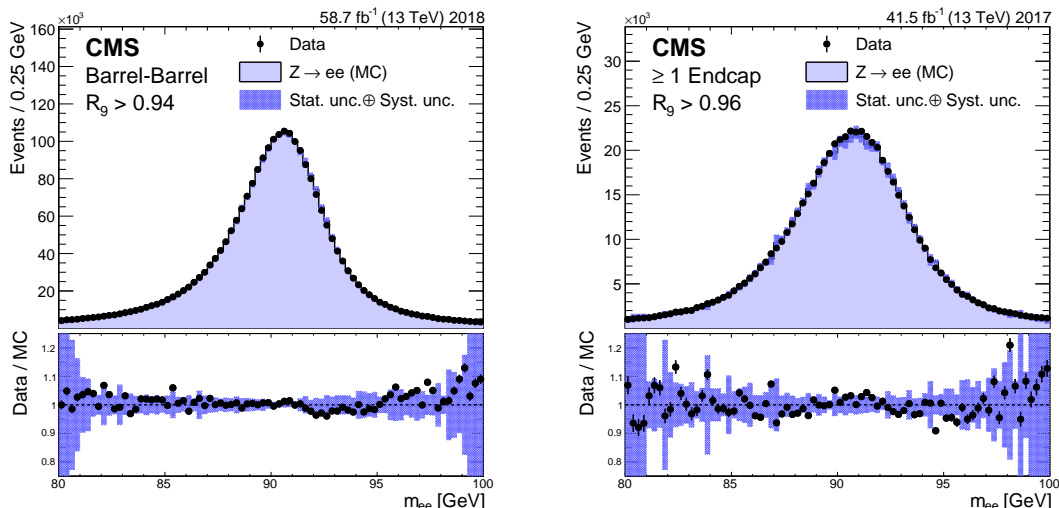 58.7 fb⁻¹ (13 TeV) 2018
×10³
160
140
120
100
80
60
40
20
Events / 0.25 GeV
CMS
Barrel-Barrel
R₉ > 0.94
Data
Z → ee (MC)
Stat. unc.⊕ Syst. unc.
Data / MC
1.2
1.1
1
0.9
0.8
80 85 90 95 100
mₑₑ [GeV]
41.5 fb⁻¹ (13 TeV) 2017
×10³
30
25
20
15
10
5
Events / 0.25 GeV
CMS
≥ 1 Endcap
R₉ > 0.96
Data
Z → ee (MC)
Stat. unc.⊕ Syst. unc.
Data / MC
1.2
1.1
1
0.9
0.8
80 85 90 95 100
mₑₑ [GeV]